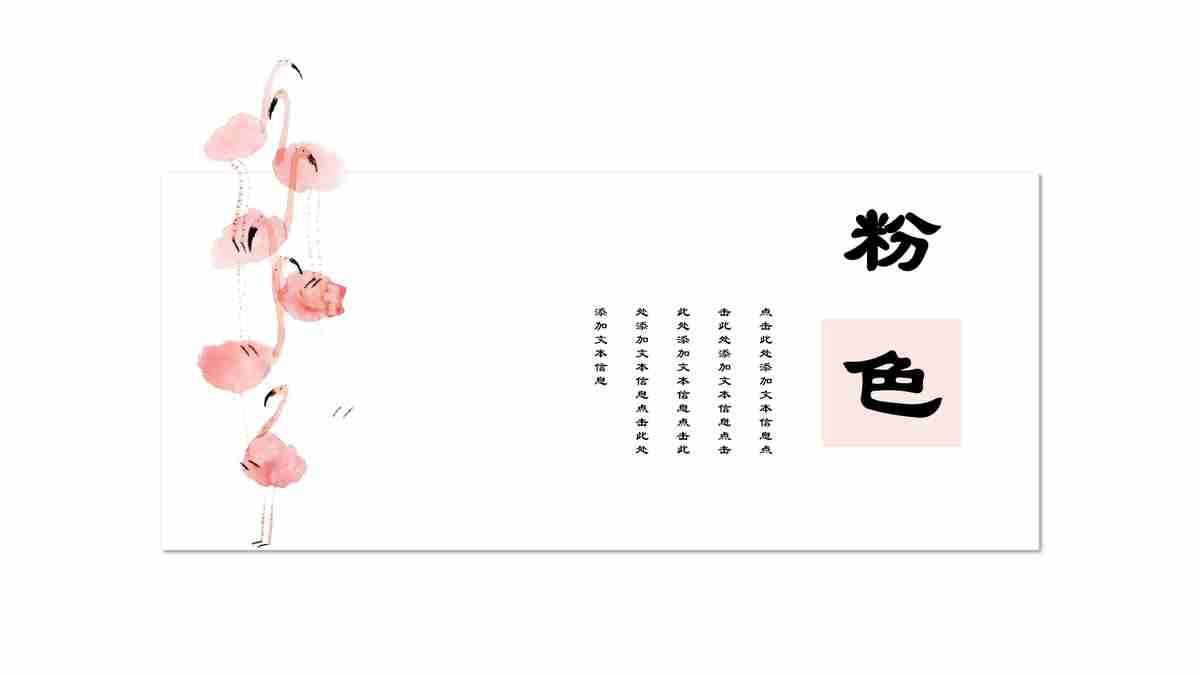 粉色
点击此处添加文本信息点
击此处添加文本信息点击
此处添加文本信息点击此
处添加文本信息点击此处
添加文本信息